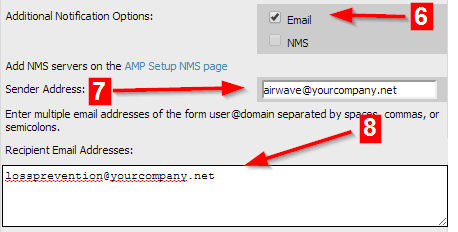 Additional Notification Options:
Email
6
NMS
Add NMS servers on the AMP Setup NMS page
7
Sender Address:
airwave@yourcompany.net
Enter multiple email addresses of the form user@domain separated by spaces, commas, or
semicolons.
8
Recipient Email Addresses:
lossprevention@yourcompany.net